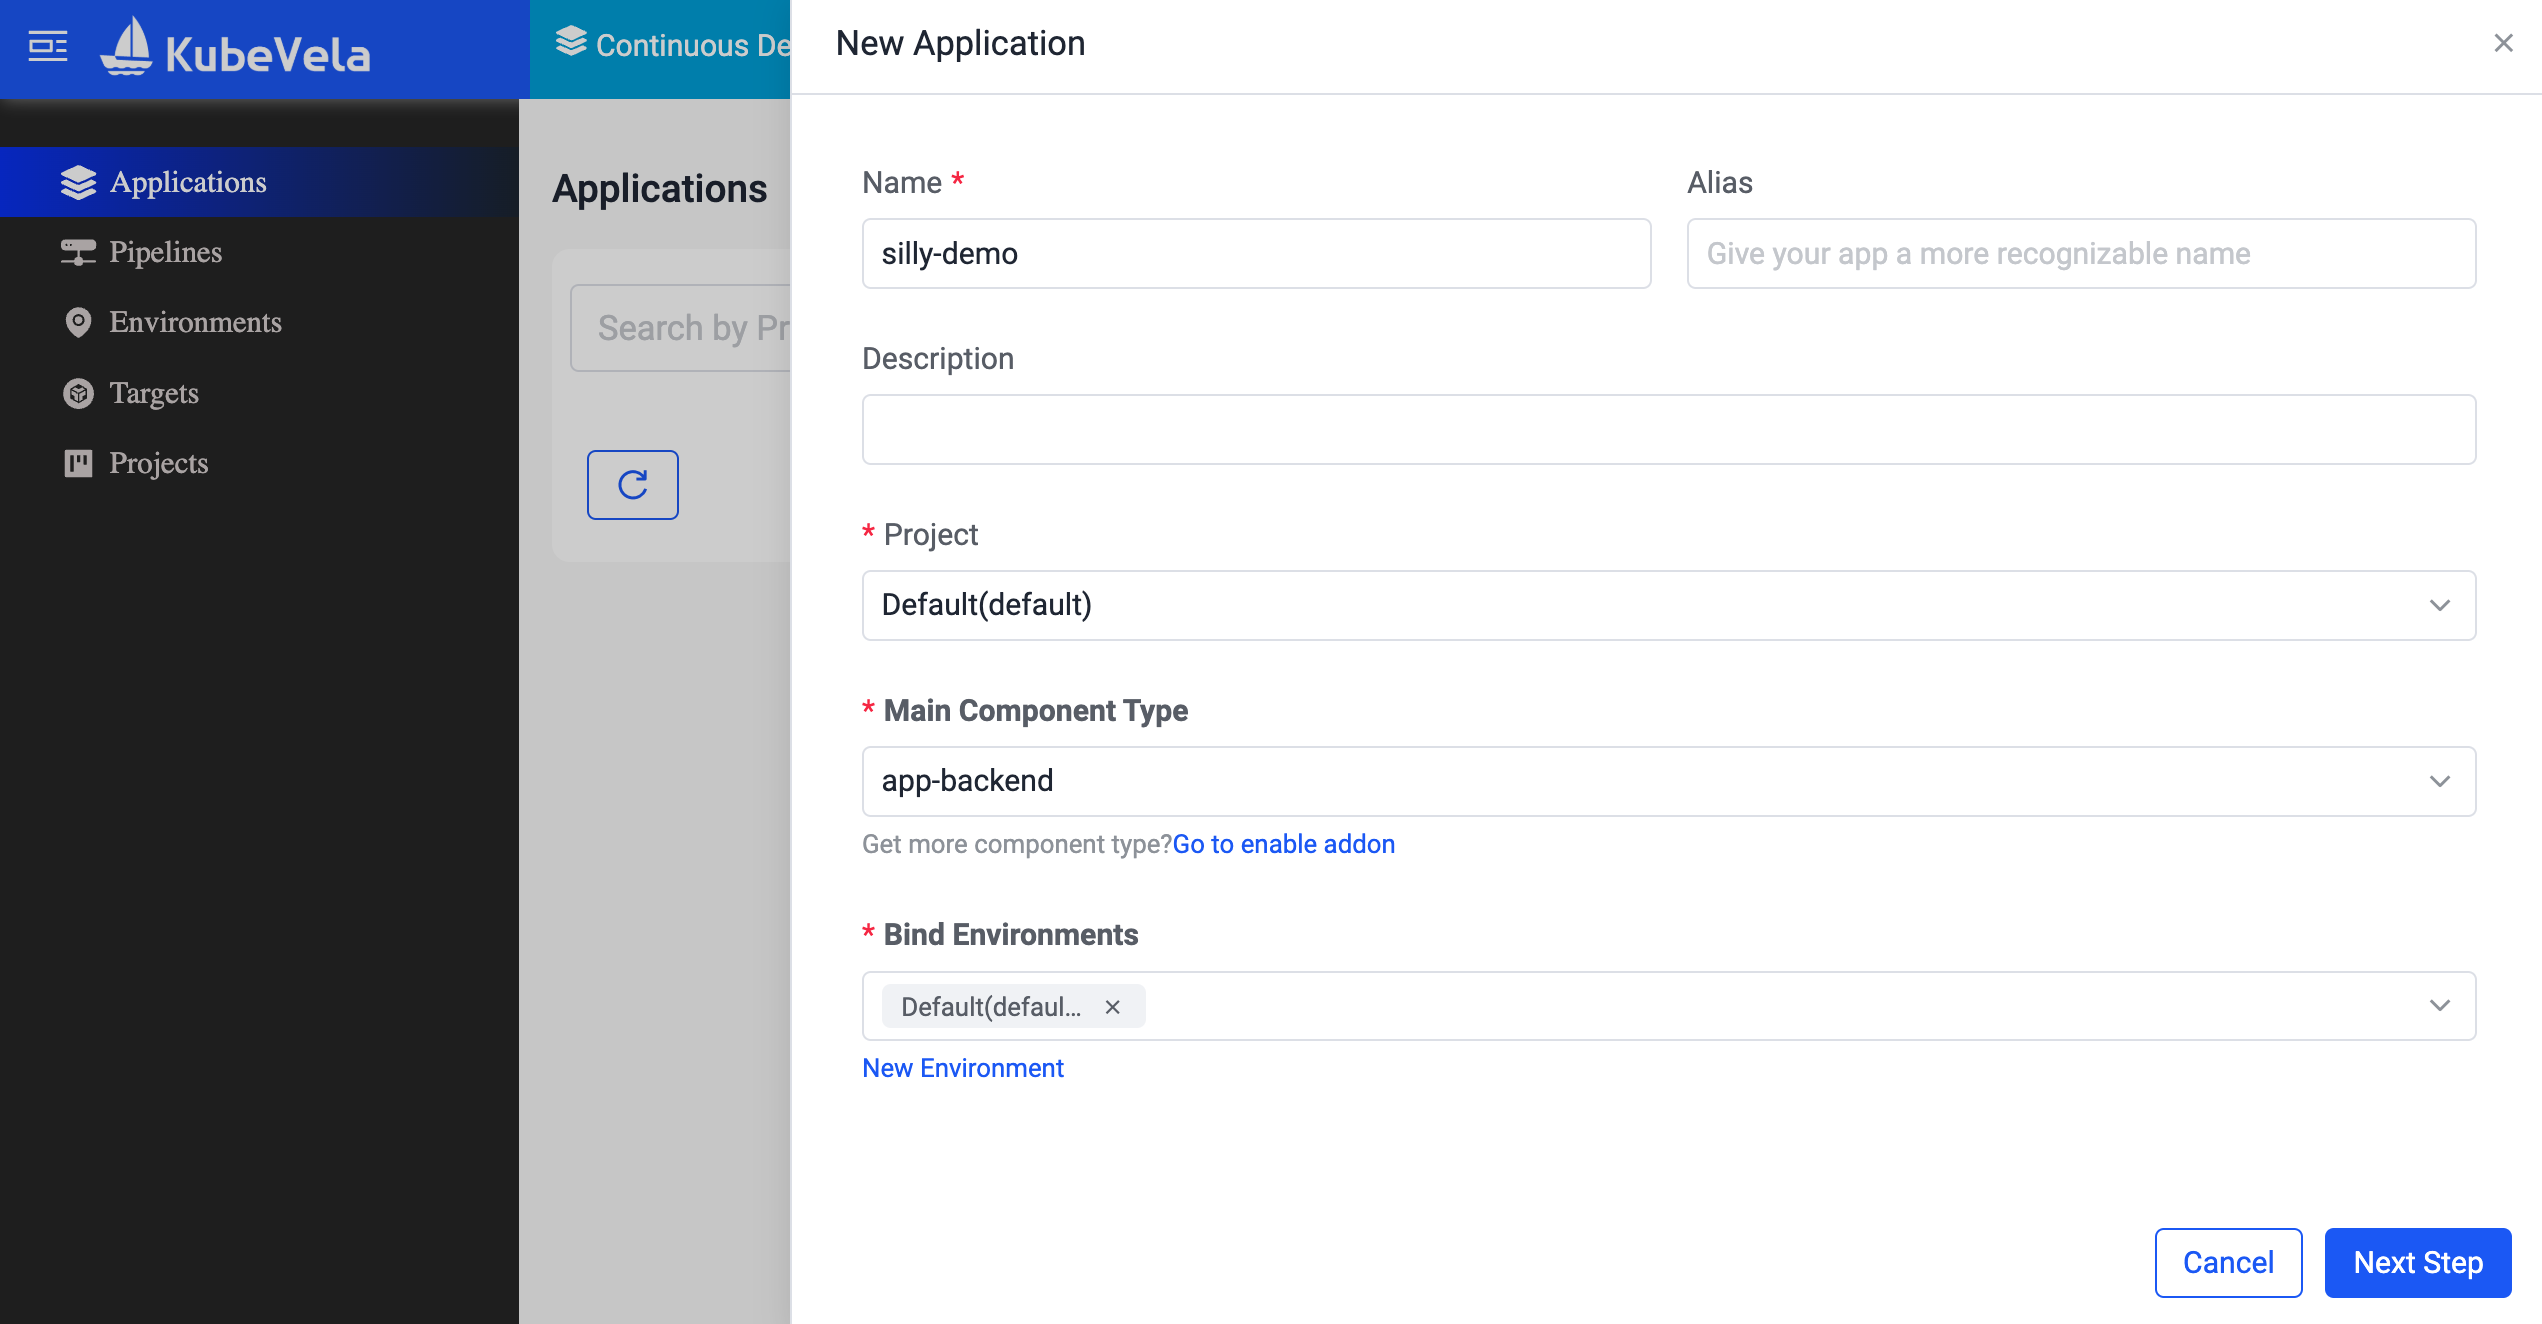 KubeVela
Continuous De
Applications
Pipelines
Environments
Targets
Projects
Applications
Search by Pr
New Application
Name *
Alias
silly-demo
Give your app a more recognizable name
Description
* Project
Default(default)
* Main Component Type
app-backend
Get more component type?Go to enable addon
* Bind Environments
Default(defaul...
New Environment
Cancel
Next Step